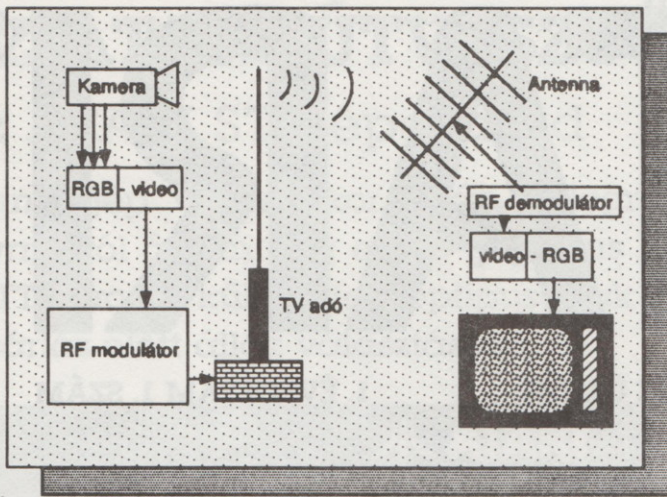 Kamera
RGB - video
RF modulátor
TV adó
Antenna
RF demodulátor
video - RGB